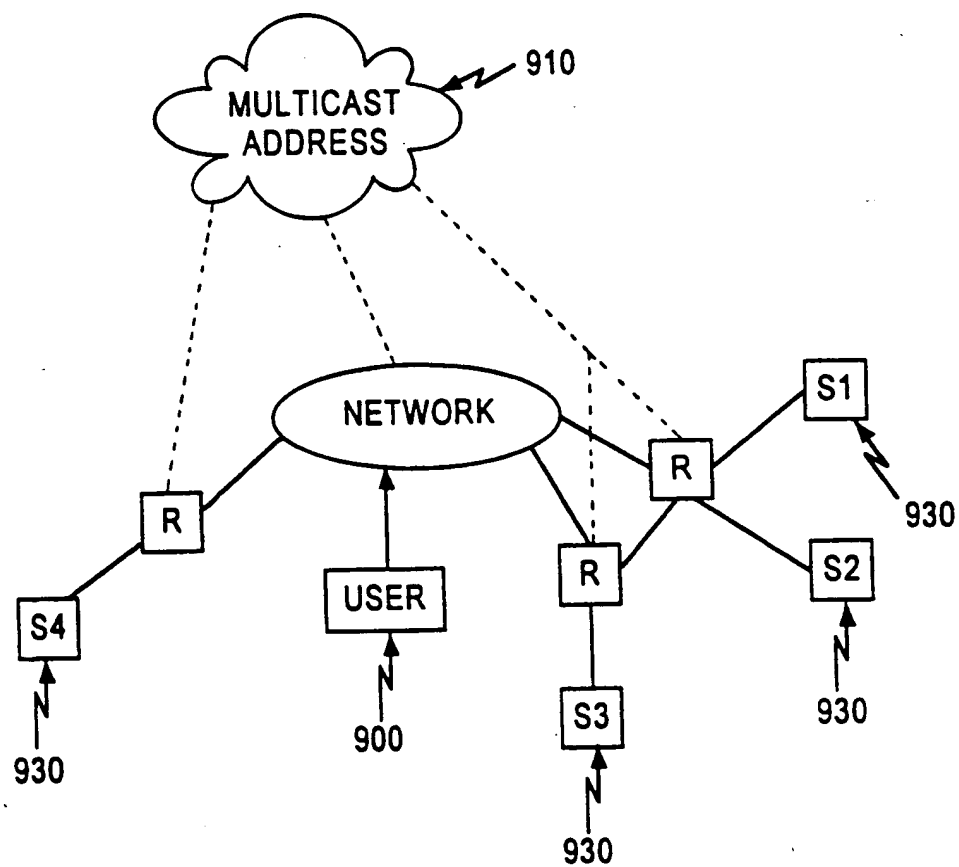 910
MULTICAST
ADDRESS
NETWORK
S1
R
930
R
R
S2
USER
S4
S3
930
900
930
930